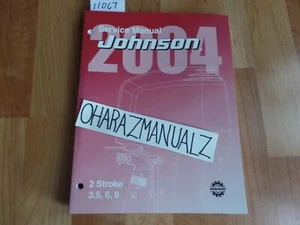 11067
Service Manual
2004
Johnson
OHARAZMANUALZ
2 Stroke
3.5, 6, 8